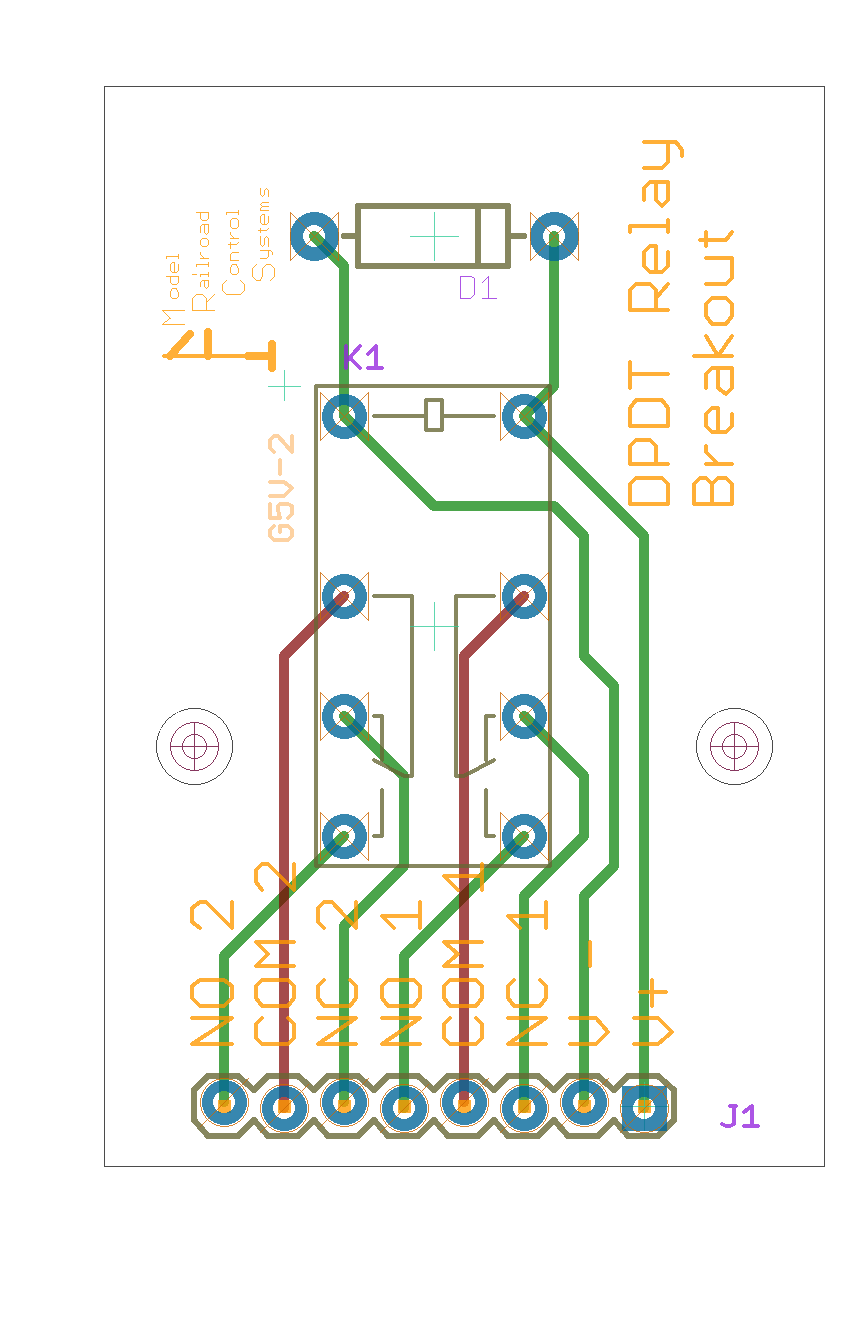 Model
Railroad
Control
Systems
DPDT Relay
Breakout
D1
K1
G5V-2
NO 2
COM 2
NC 2
NO 1
COM 1
NC 1
V -
V+
J1